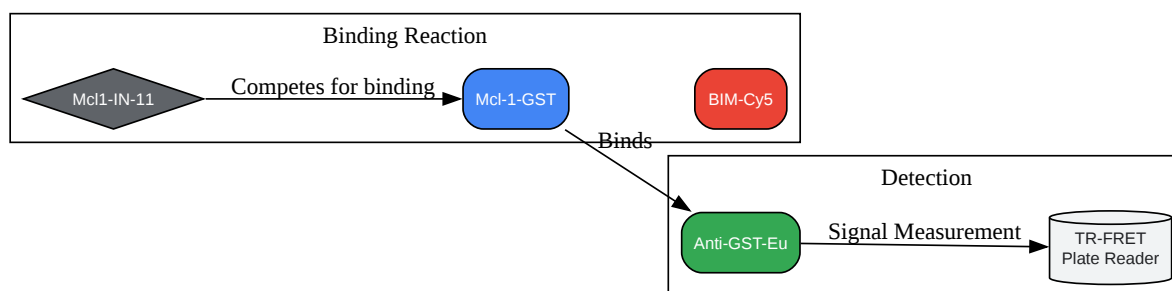 Binding Reaction
Mcl1-IN-11
Competes for binding
Mcl-1-GST
BIM-Cy5
Binds
Detection
Anti-GST-Eu
Signal Measurement
TR-FRET
Plate Reader